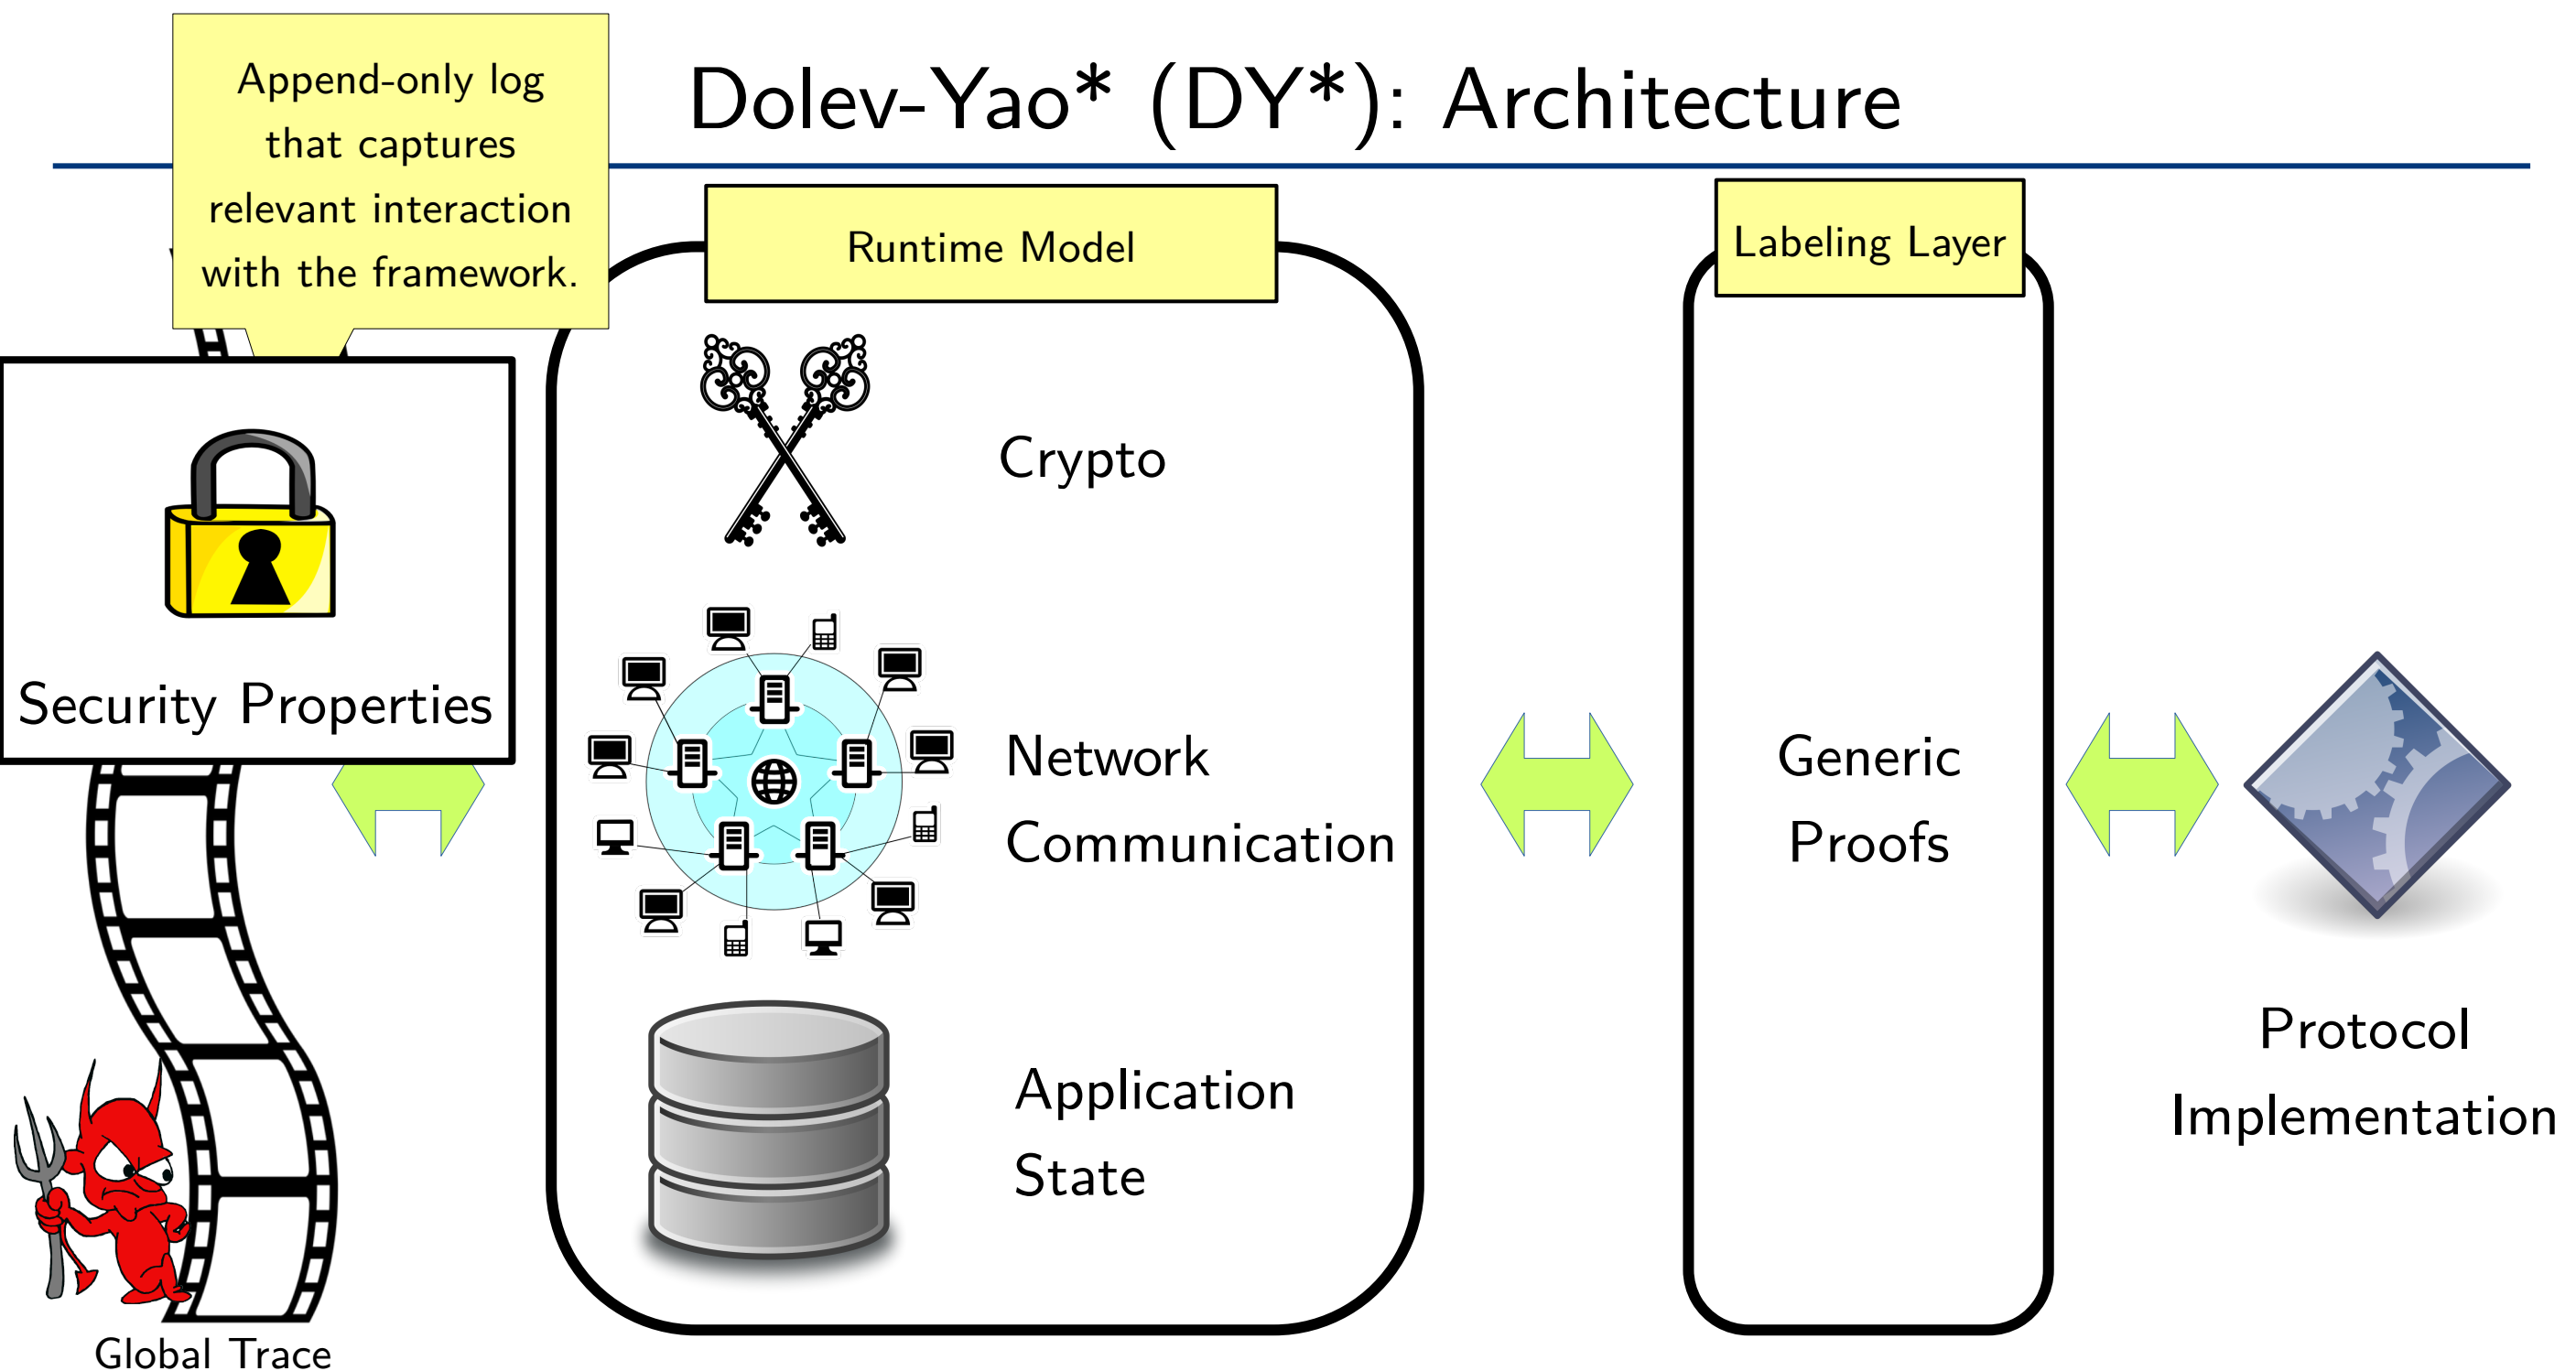 Dolev-Yao* (DY*): Architecture
Append-only log
that captures
relevant interaction
with the framework.
Runtime Model
Labeling Layer
Security Properties
Crypto
Network
Communication
Application
State
Generic
Proofs
Protocol
Implementation
Global Trace